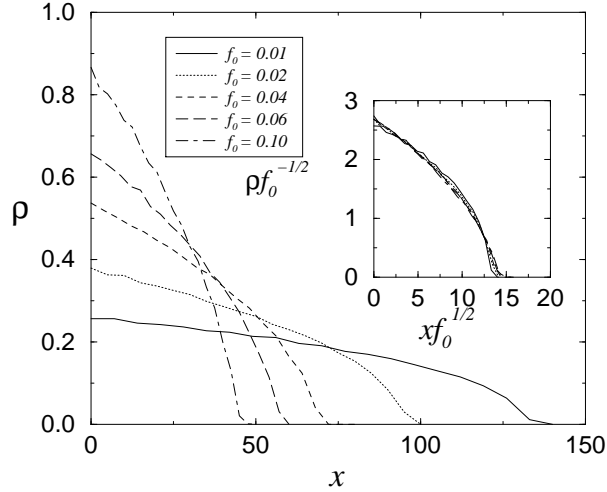 1.0
0.8
0.6
0.4
0.2
0.0
ρ
0
50
100
150
x
f₀ = 0.01
f₀ = 0.02
f₀ = 0.04
f₀ = 0.06
f₀ = 0.10
ρf₀⁻¹/²
3
2
1
0
0 5 10 15 20
xf₀¹/²